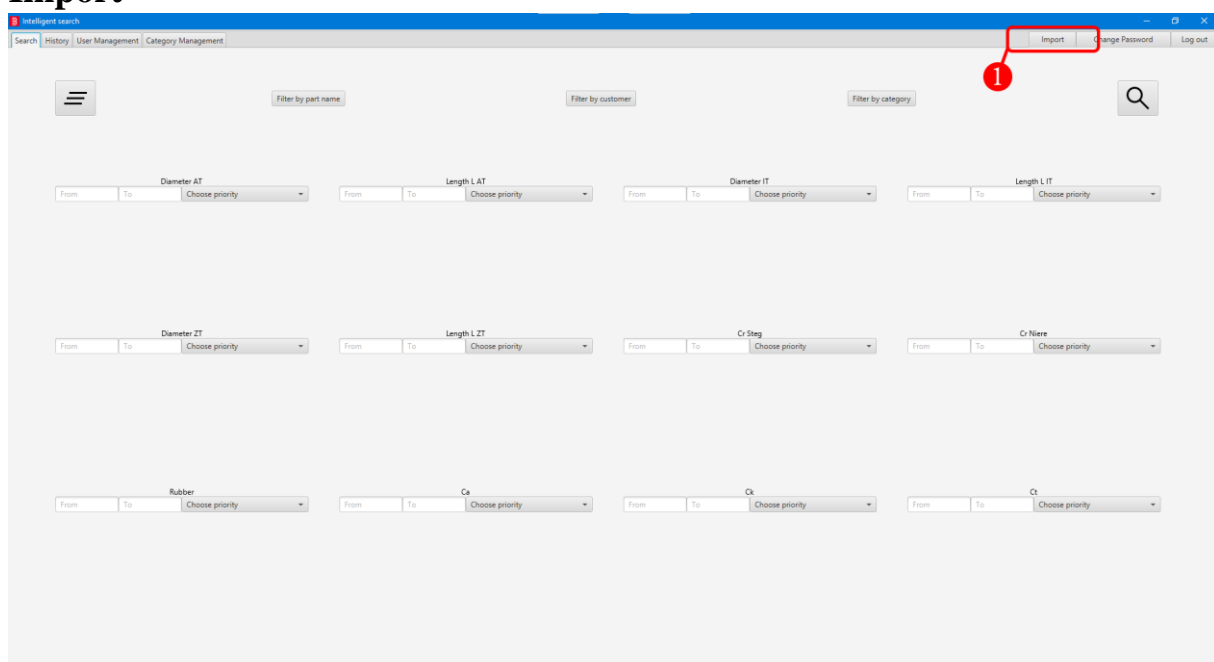 Import
Intelligent search
Search History User Management Category Management Import Change Password Log out
1
Filter by part name Filter by customer Filter by category
Diameter AT Length L AT Diameter IT Length L IT
From To Choose priority From To Choose priority From To Choose priority From To Choose priority
Diameter ZT Length L ZT Cr Steg Cr Niere
From To Choose priority From To Choose priority From To Choose priority From To Choose priority
Rubber Ca Ck Ct
From To Choose priority From To Choose priority From To Choose priority From To Choose priority